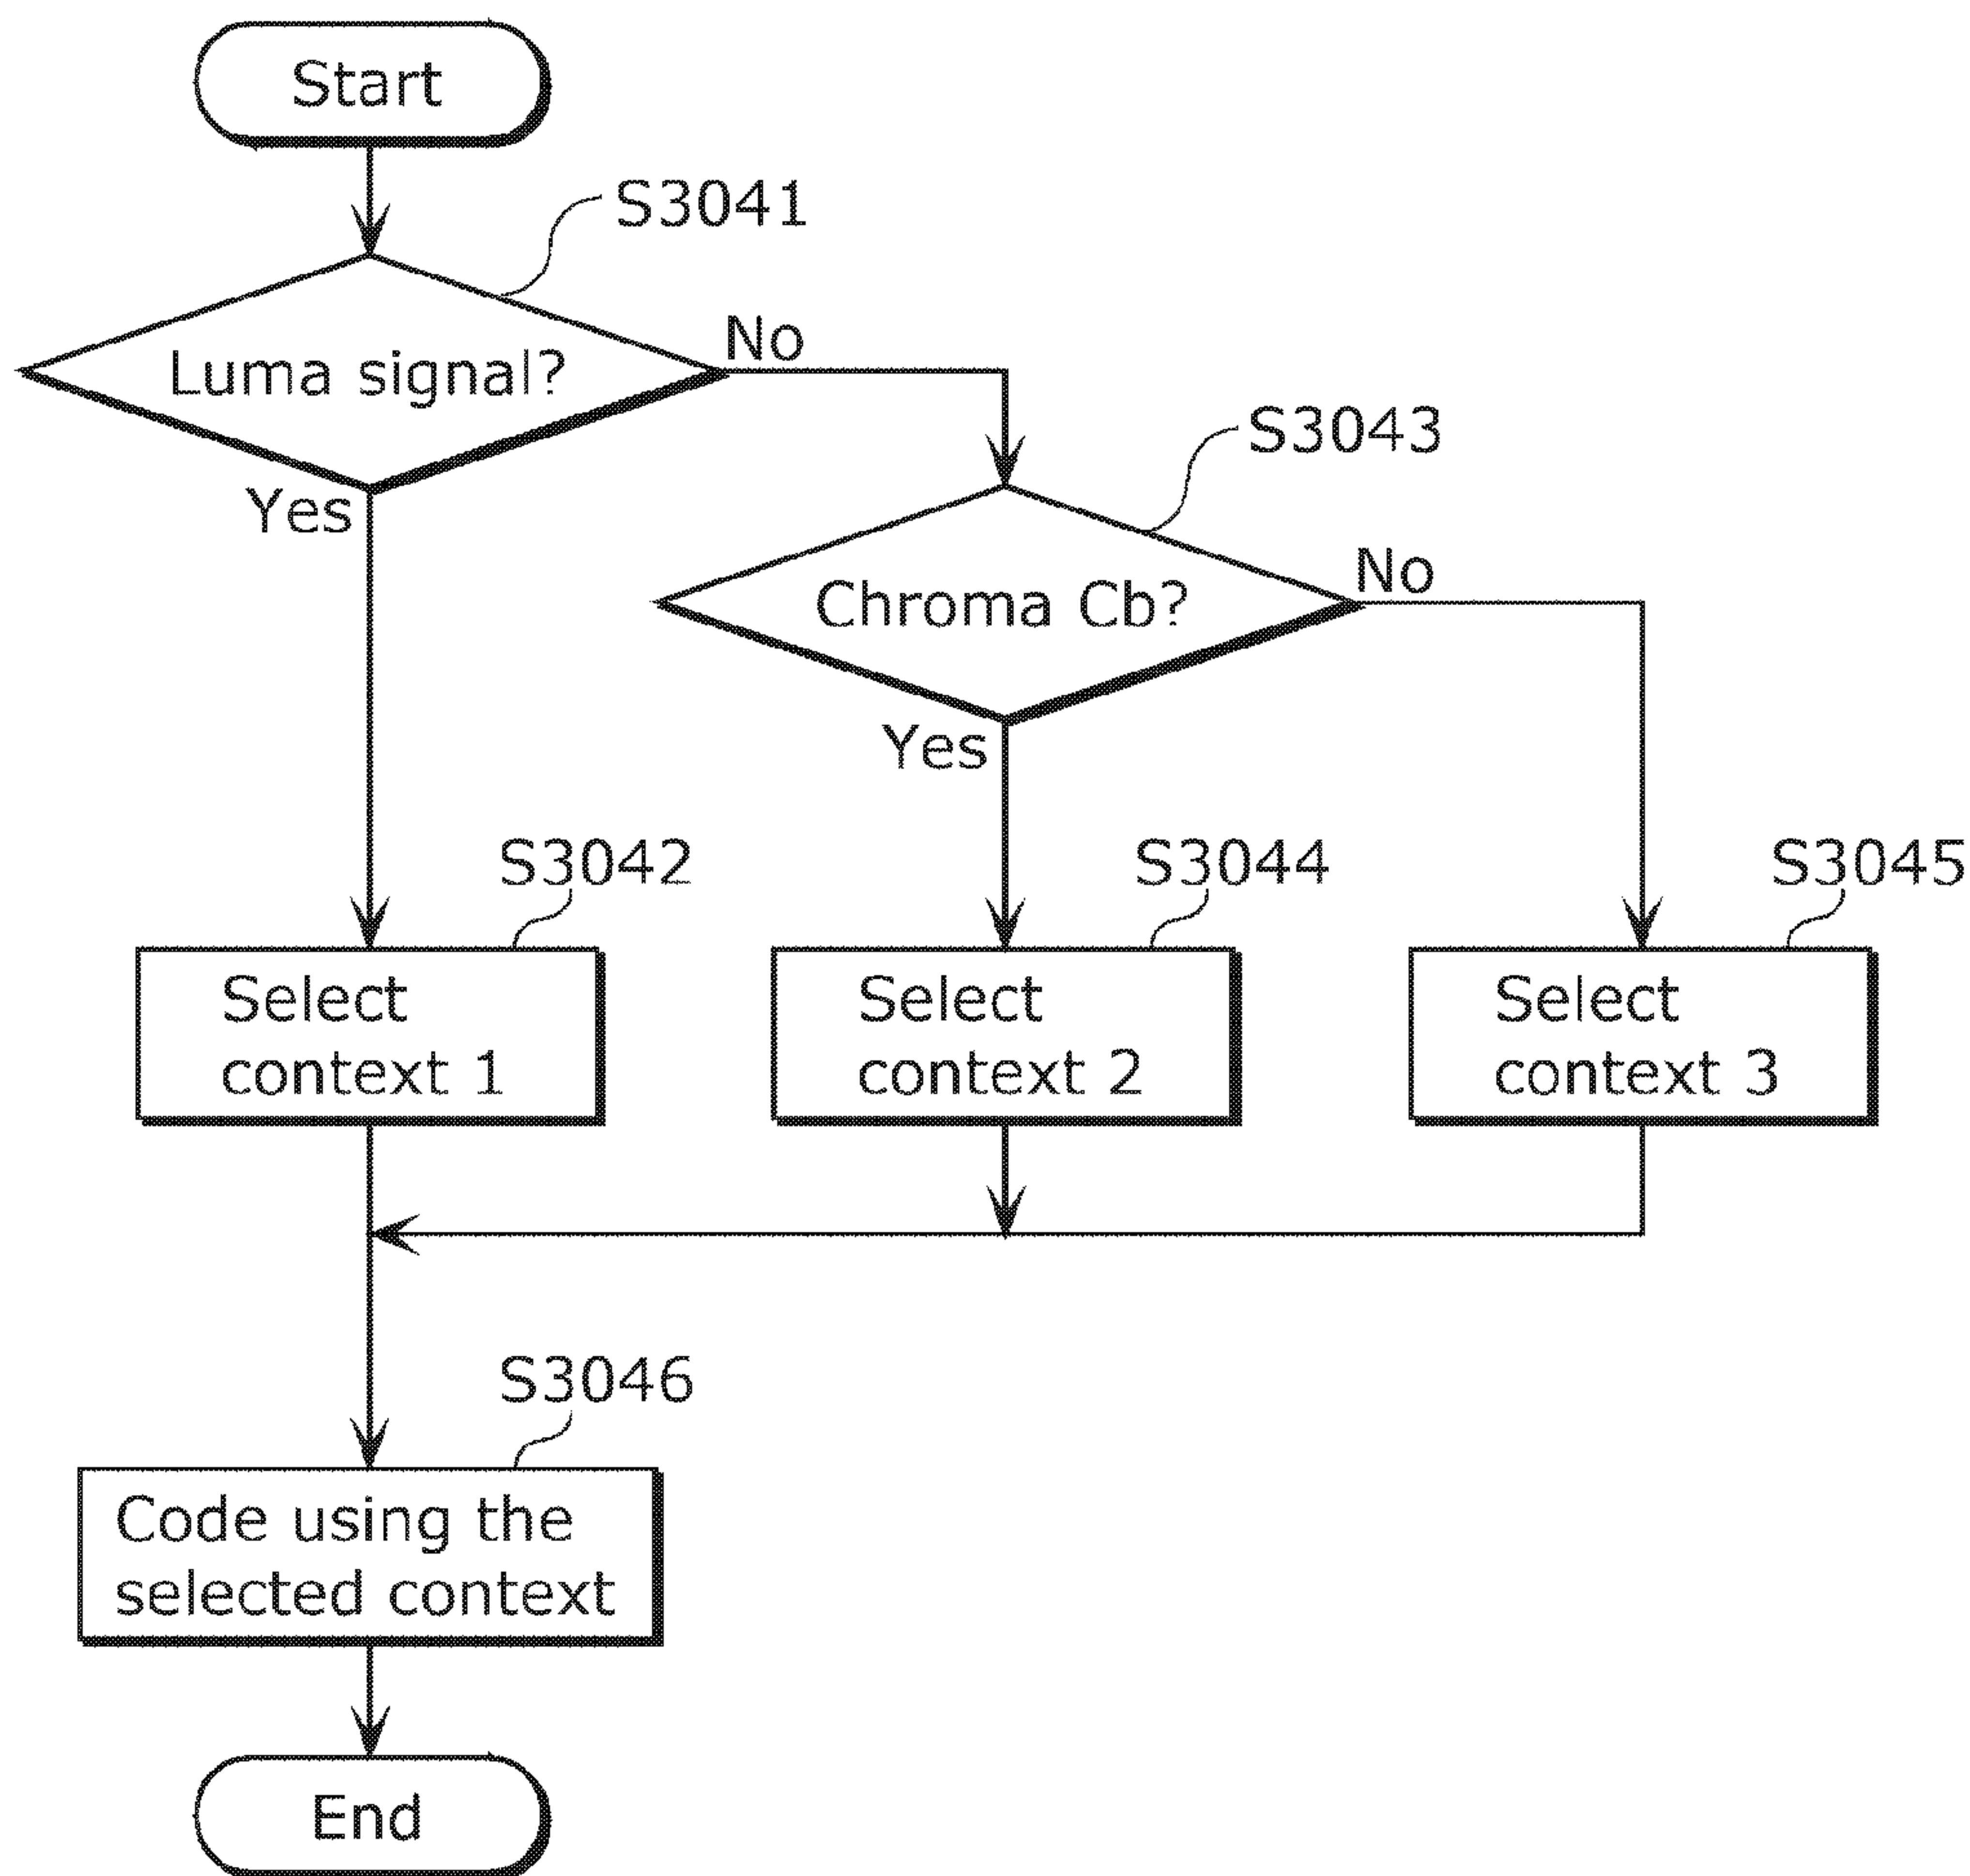 Start
S3041
Luma signal?
No
Yes
S3043
Chroma Cb?
No
Yes
S3042
S3044
S3045
Select
context 1
Select
context 2
Select
context 3
S3046
Code using the
selected context
End